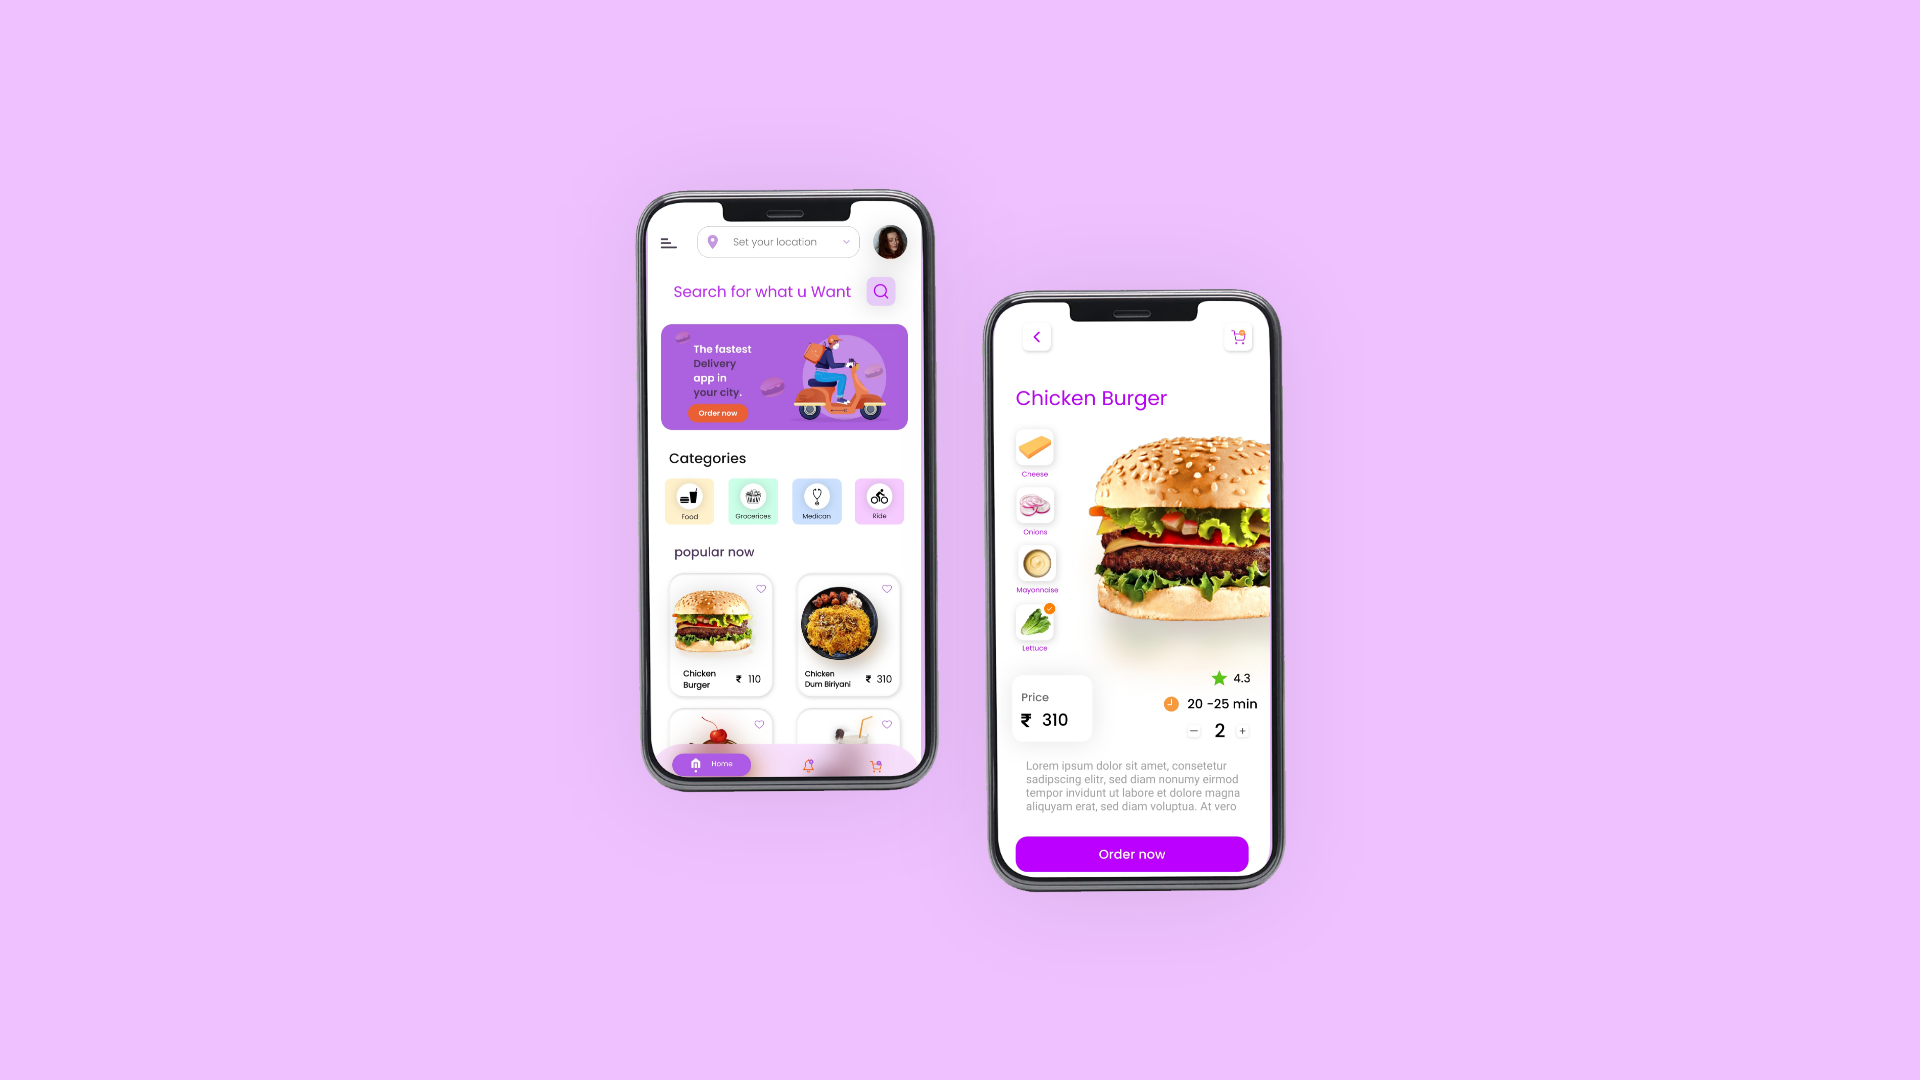 Set your location
Search for what u Want
The fastest
Delivery
app in
your city.
Order now
Categories
Food
Grocerices
Medican
Ride
popular now
Chicken
Burger
₹ 110
Chicken
Dum Biriyani
₹ 310
Home
Chicken Burger
Cheese
Onions
Mayonnaise
Lettuce
4.3
Price
₹ 310
20 -25 min
2
Lorem ipsum dolor sit amet, consetetur
sadipscing elitr, sed diam nonumy eirmod
tempor invidunt ut labore et dolore magna
aliquyam erat, sed diam voluptua. At vero
Order now